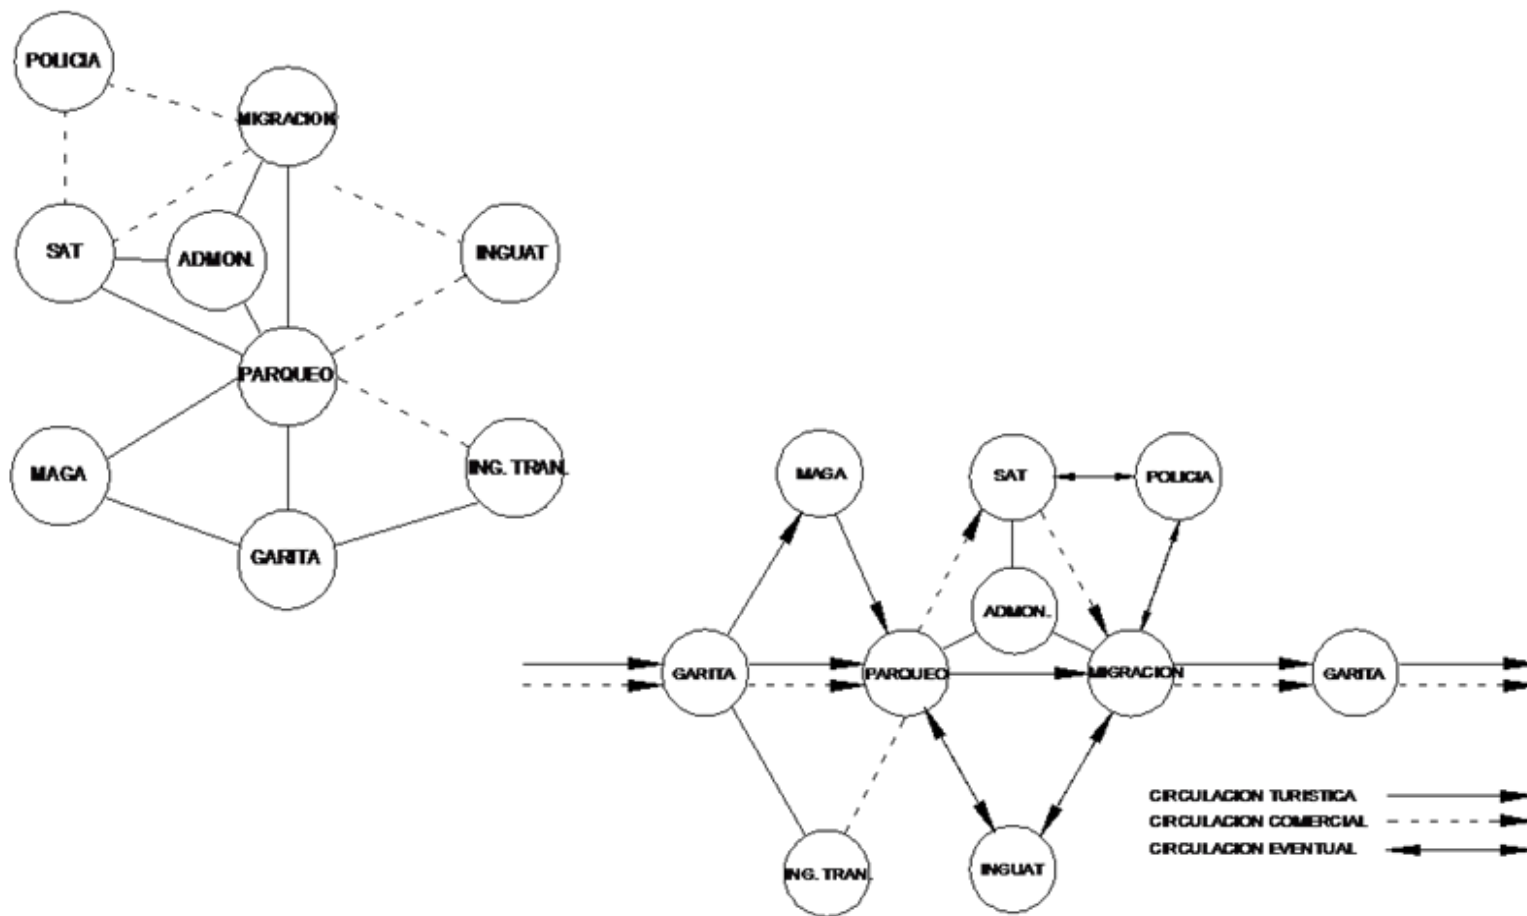 POLICIA
MIGRACION
SAT
ADMON.
INGUAT
PARQUEO
MAGA
ING. TRAN.
GARITA
MAGA
SAT
POLICIA
ADMON.
GARITA
PARQUEO
MIGRACION
GARITA
ING. TRAN.
INGUAT
CIRCULACION TURISTICA
CIRCULACION COMERCIAL
CIRCULACION EVENTUAL